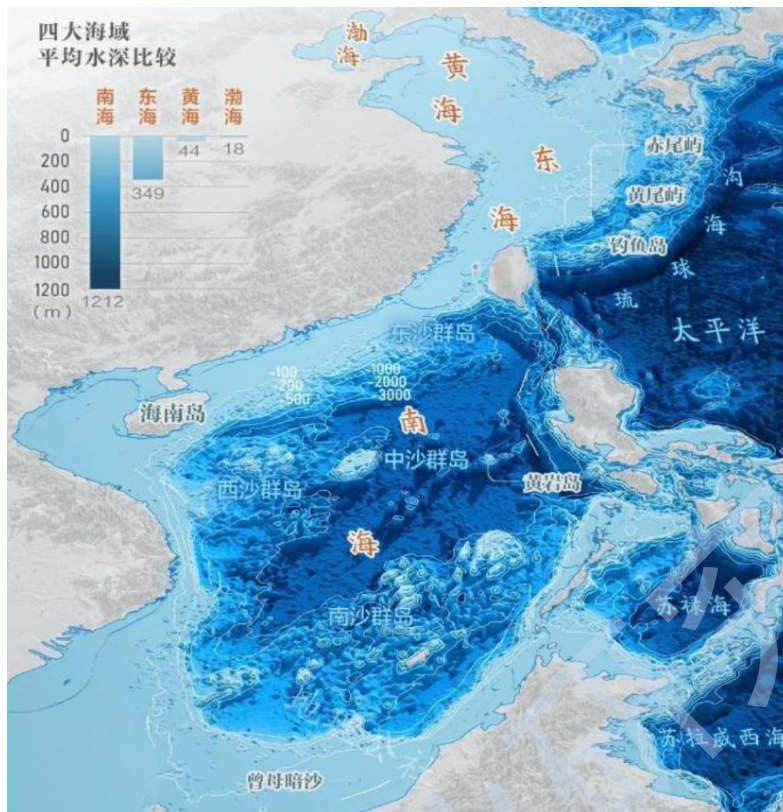 四大海域
平均水深比较
南海
东海
黄海
渤海
0
200
400
600
800
1000
1200
(m)
1212
349
44
18
渤海
黄海
东海
赤尾屿
黄尾屿
钓鱼岛
琉球海沟
太平洋
东沙群岛
-100
-200
-500
1000
-2000
3000
海南岛
南海
中沙群岛
西沙群岛
黄岩岛
南沙群岛
苏禄海
苏拉威西海
曾母暗沙